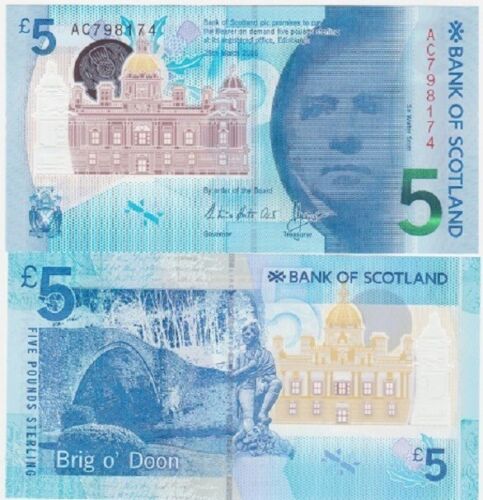 £5
AC798174
Bank of Scotland plc promises to pay
the Bearer on demand five pounds sterling
at its registered office, Edinburgh
March
BANK OF SCOTLAND
AC798174
Sir Walter Scott
By order of the Board
Governor
Treasurer
5
£5
BANK OF SCOTLAND
FIVE POUNDS STERLING
Brig o' Doon
£5